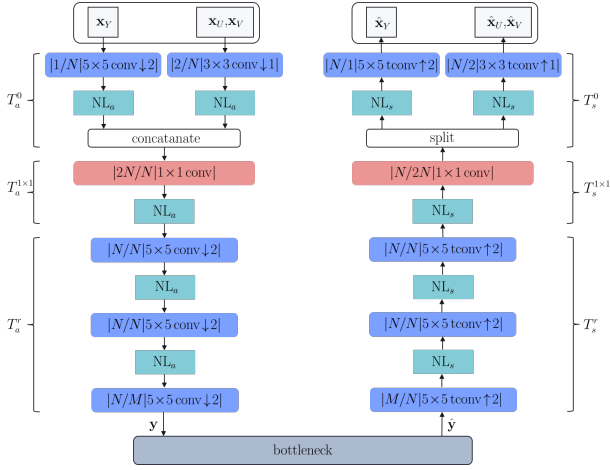 x_Y x_U,x_V x̂_Y x̂_U,x̂_V
|1/N|5×5 conv↓2| |2/N|3×3 conv↓1| |N/1|5×5 tconv↑2| |N/2|3×3 tconv↑1|
T_a^0 NL_a NL_a NL_s NL_s T_s^0
concatanate split
T_a^{1×1} |2N/N|1×1 conv| |N/2N|1×1 conv| T_s^{1×1}
NL_a NL_s
|N/N|5×5 conv↓2| |N/N|5×5 tconv↑2|
NL_a NL_s
T_a^r |N/N|5×5 conv↓2| |N/N|5×5 tconv↑2| T_s^r
NL_a NL_s
|N/M|5×5 conv↓2| |M/N|5×5 tconv↑2|
y ŷ
bottleneck